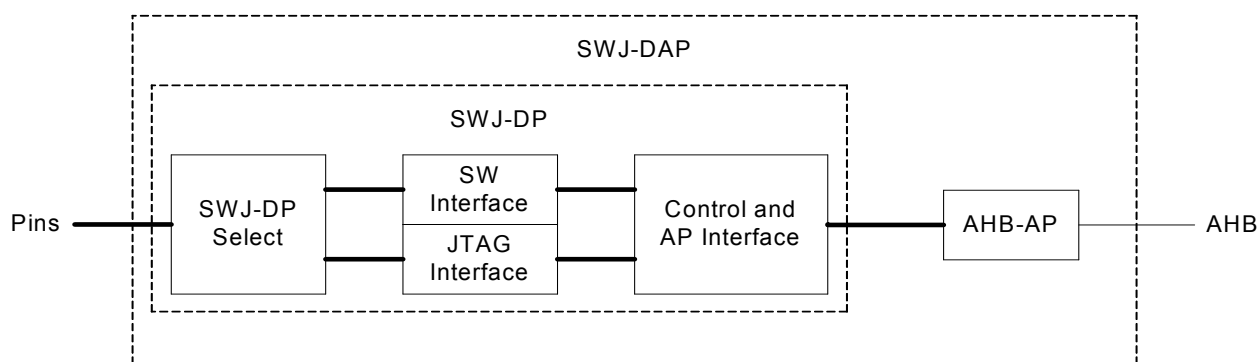 SWJ-DAP
SWJ-DP
Pins
SWJ-DP
Select
SW
Interface
JTAG
Interface
Control and
AP Interface
AHB-AP
AHB